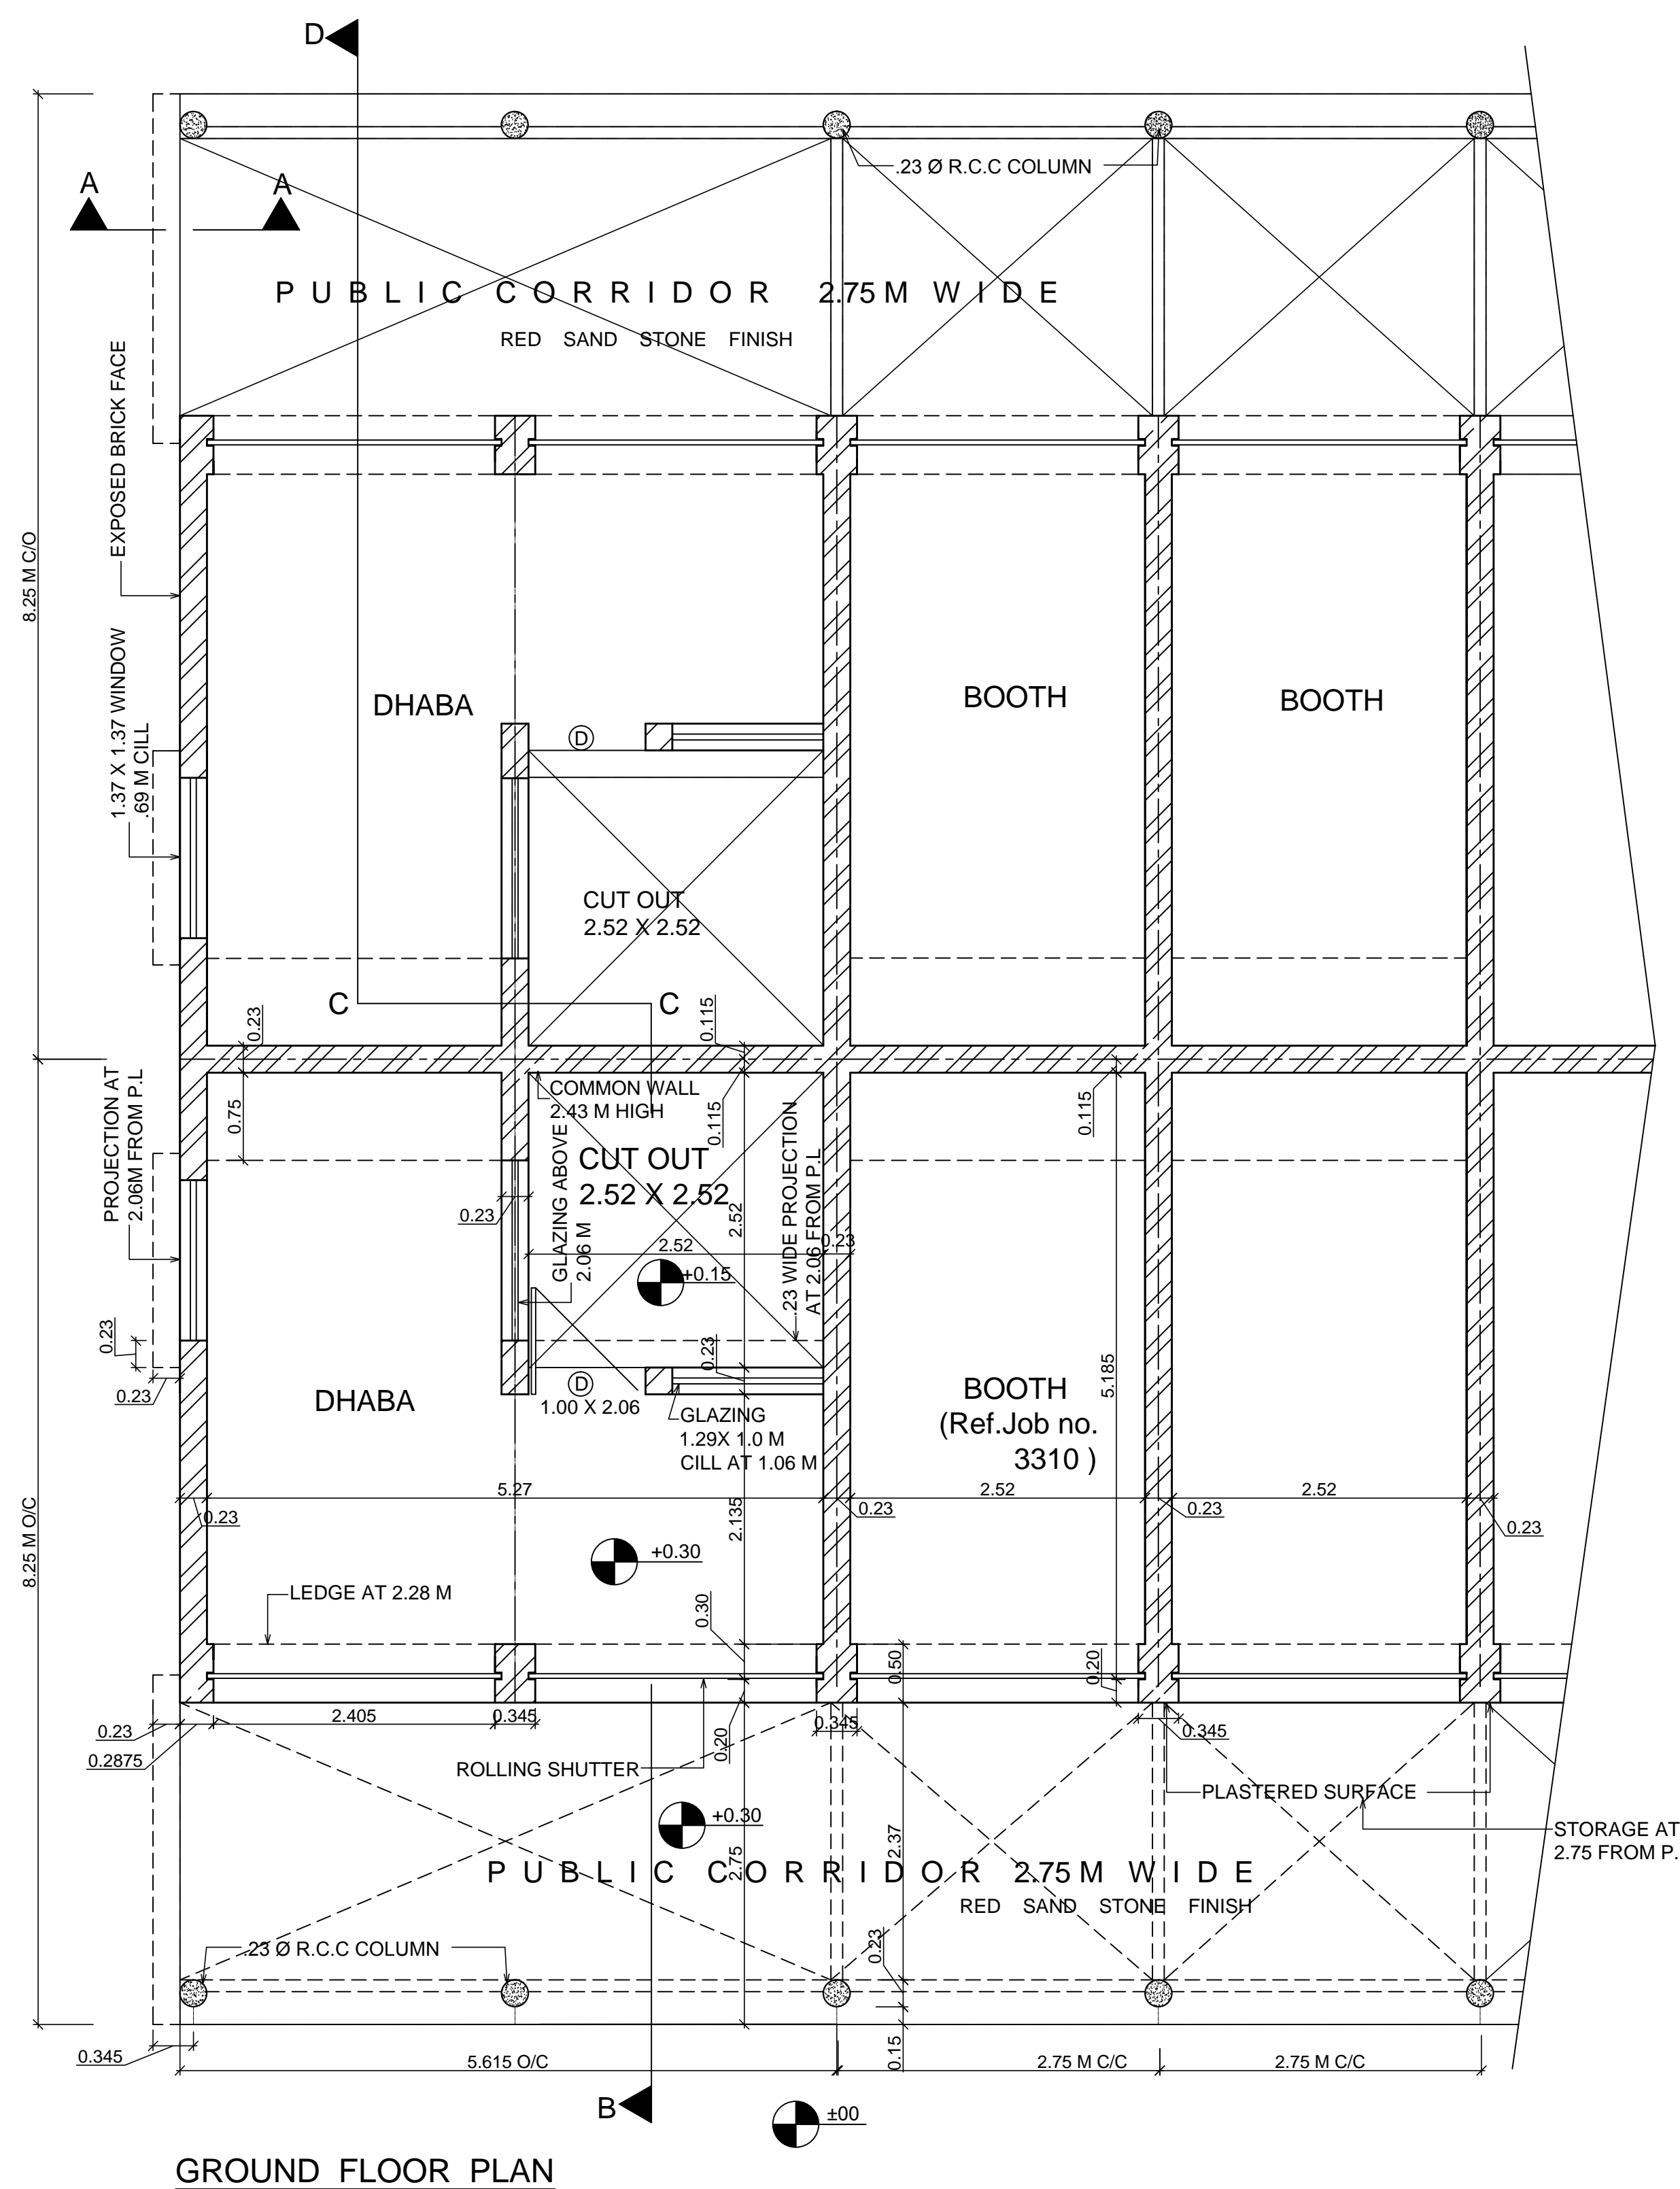 D
A
A
.23 Ø R.C.C COLUMN
PUBLIC CORRIDOR 2.75 M WIDE
RED SAND STONE FINISH
EXPOSED BRICK FACE
8.25 M C/O
1.37 X 1.37 WINDOW
.69 M CILL
DHABA
BOOTH
BOOTH
D
CUT OUT
2.52 X 2.52
C
C
0.23
0.115
PROJECTION AT
2.06M FROM P.L
0.75
COMMON WALL
2.43 M HIGH
0.115
0.115
GLAZING ABOVE
2.06 M
CUT OUT
2.52 X 2.52
.23 WIDE PROJECTION
AT 2.06 FROM P.L
0.23
2.52
2.52
0.23
+0.15
0.23
0.23
0.23
DHABA
D
1.00 X 2.06
GLAZING
1.29X 1.0 M
CILL AT 1.06 M
BOOTH
(Ref.Job no.
3310 )
5.185
5.27
2.52
2.52
0.23
0.23
0.23
0.23
2.135
8.25 M O/C
+0.30
LEDGE AT 2.28 M
0.30
0.50
0.20
0.23
0.2875
2.405
0.345
0.20
0.345
0.345
ROLLING SHUTTER
PLASTERED SURFACE
+0.30
STORAGE AT
2.75 FROM P.
2.75
2.37
PUBLIC CORRIDOR 2.75 M WIDE
RED SAND STONE FINISH
.23 Ø R.C.C COLUMN
0.23
0.345
5.615 O/C
0.15
2.75 M C/C
2.75 M C/C
B
±00
GROUND FLOOR PLAN